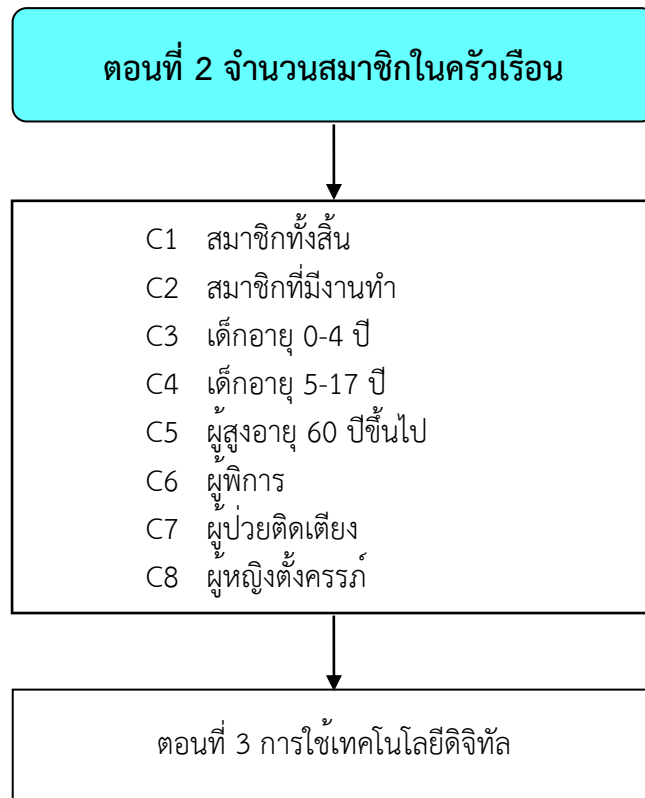 ตอนที่ 2 จำนวนสมาชิกในครัวเรือน
C1 สมาชิกทั้งสิ้น
C2 สมาชิกที่มีงานทำ
C3 เด็กอายุ 0-4 ปี
C4 เด็กอายุ 5-17 ปี
C5 ผู้สูงอายุ 60 ปีขึ้นไป
C6 ผู้พิการ
C7 ผู้ป่วยติดเตียง
C8 ผู้หญิงตั้งครรภ์
ตอนที่ 3 การใช้เทคโนโลยีดิจิทัล